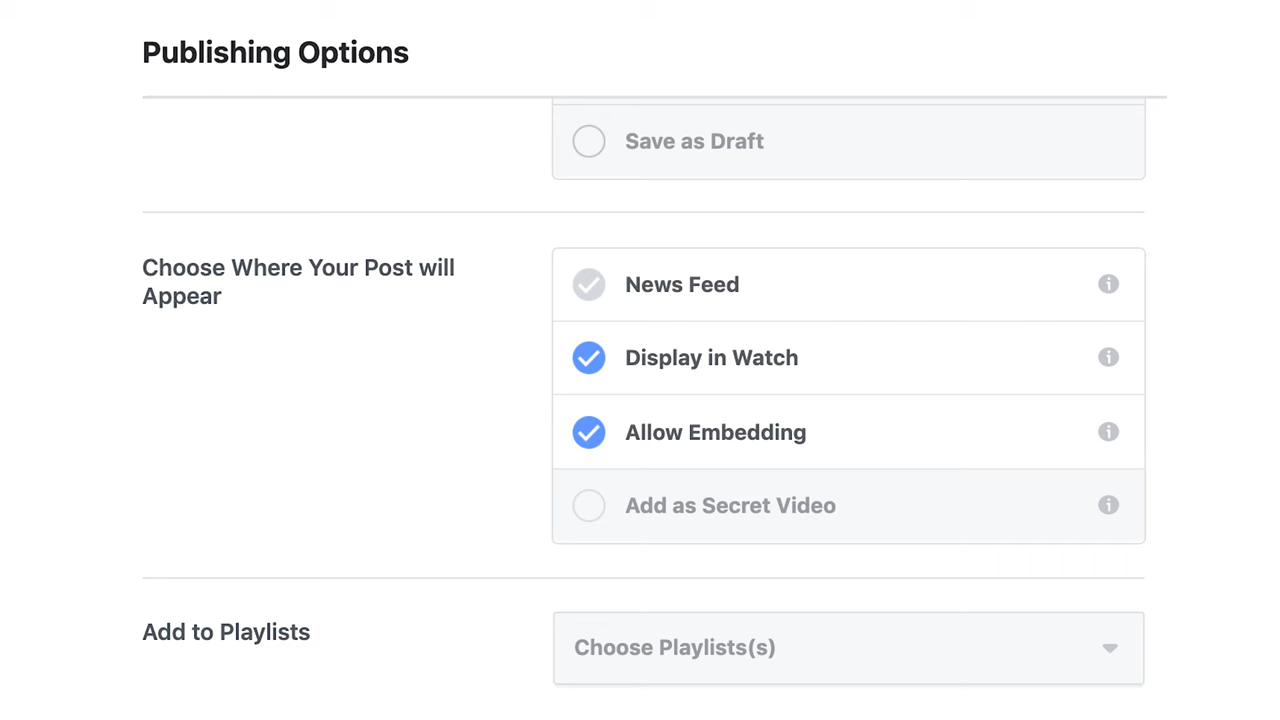 Publishing Options
Save as Draft
Choose Where Your Post will
Appear
News Feed
Display in Watch
Allow Embedding
Add as Secret Video
Add to Playlists
Choose Playlists(s)